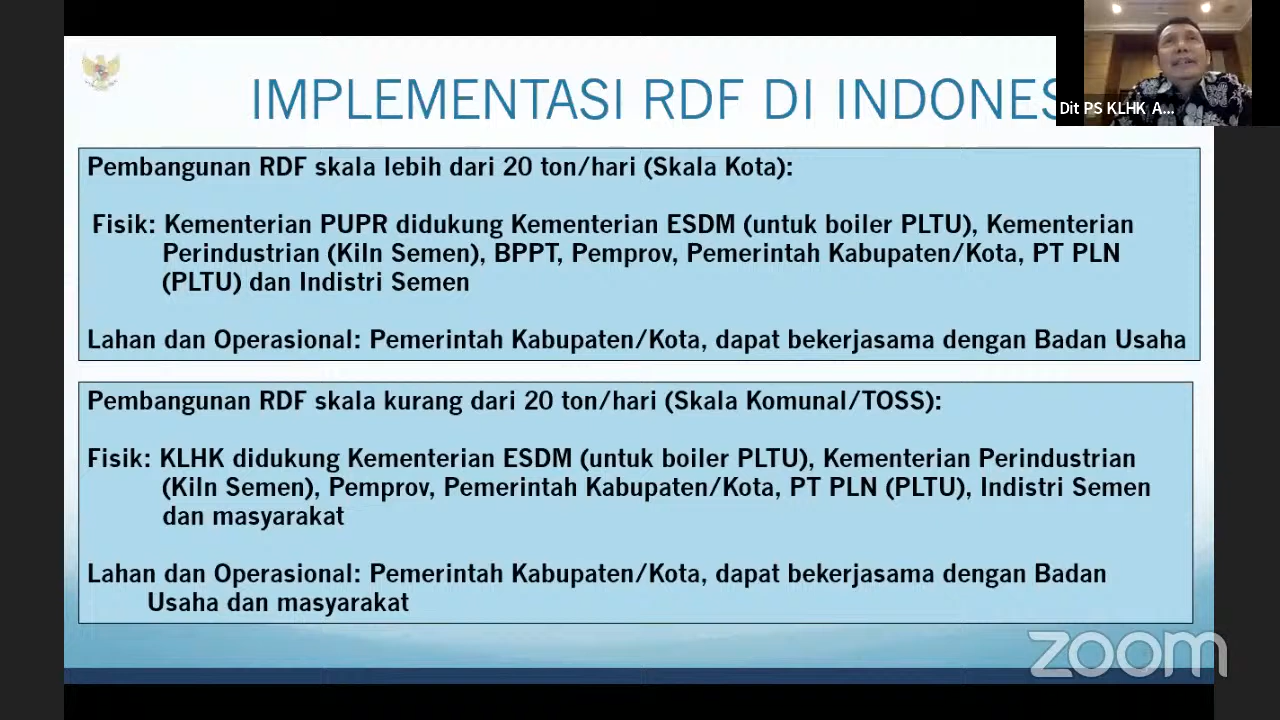 IMPLEMENTASI RDF DI INDONES
Dit PS KLHK A...
Pembangunan RDF skala lebih dari 20 ton/hari (Skala Kota):
Fisik: Kementerian PUPR didukung Kementerian ESDM (untuk boiler PLTU), Kementerian
Perindustrian (Kiln Semen), BPPT, Pemprov, Pemerintah Kabupaten/Kota, PT PLN
(PLTU) dan Indistri Semen
Lahan dan Operasional: Pemerintah Kabupaten/Kota, dapat bekerjasama dengan Badan Usaha
Pembangunan RDF skala kurang dari 20 ton/hari (Skala Komunal/TOSS):
Fisik: KLHK didukung Kementerian ESDM (untuk boiler PLTU), Kementerian Perindustrian
(Kiln Semen), Pemprov, Pemerintah Kabupaten/Kota, PT PLN (PLTU), Indistri Semen
dan masyarakat
Lahan dan Operasional: Pemerintah Kabupaten/Kota, dapat bekerjasama dengan Badan
Usaha dan masyarakat
zoom